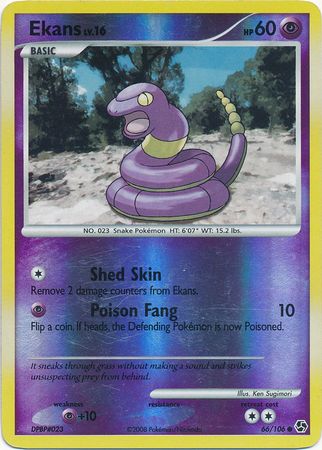 Ekans LV.16 HP 60
BASIC
NO. 023 Snake Pokémon HT: 6'07" WT: 15.2 lbs.
Shed Skin
Remove 2 damage counters from Ekans.
Poison Fang 10
Flip a coin. If heads, the Defending Pokémon is now Poisoned.
It sneaks through grass without making a sound and strikes
unsuspecting prey from behind.
Illus. Ken Sugimori
weakness resistance retreat cost
+10
DPBP#023 ©2008 Pokémon/Nintendo 66/106